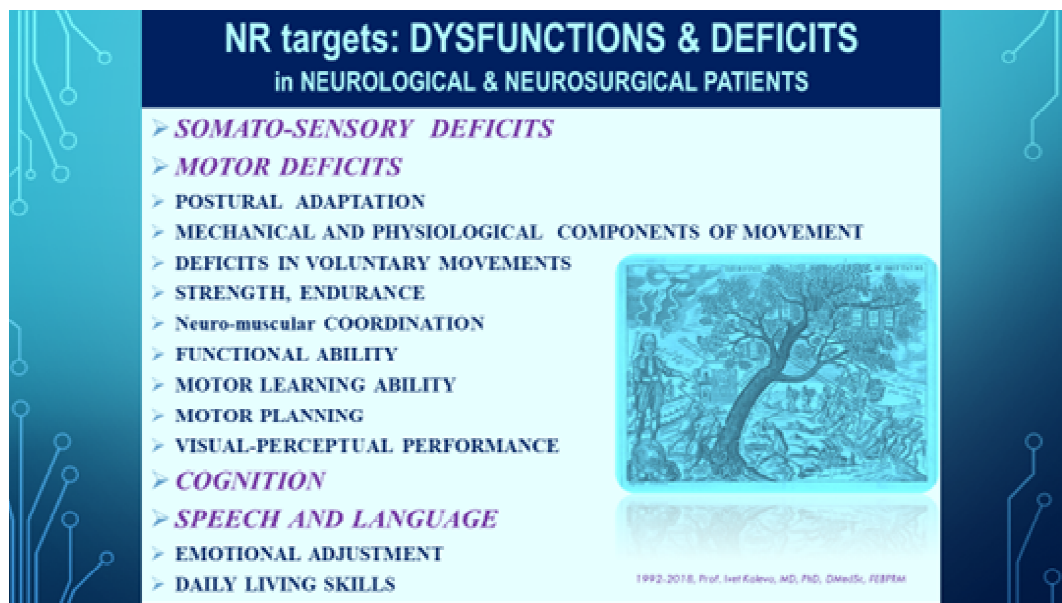 NR targets: DYSFUNCTIONS & DEFICITS
in NEUROLOGICAL & NEUROSURGICAL PATIENTS
SOMATO-SENSORY DEFICITS
MOTOR DEFICITS
POSTURAL ADAPTATION
MECHANICAL AND PHYSIOLOGICAL COMPONENTS OF MOVEMENT
DEFICITS IN VOLUNTARY MOVEMENTS
STRENGTH, ENDURANCE
Neuro-muscular COORDINATION
FUNCTIONAL ABILITY
MOTOR LEARNING ABILITY
MOTOR PLANNING
VISUAL-PERCEPTUAL PERFORMANCE
COGNITION
SPEECH AND LANGUAGE
EMOTIONAL ADJUSTMENT
DAILY LIVING SKILLS
1992-2018, Prof. Ivet Koleva, MD, PhD, DMedSc, FEBPRM